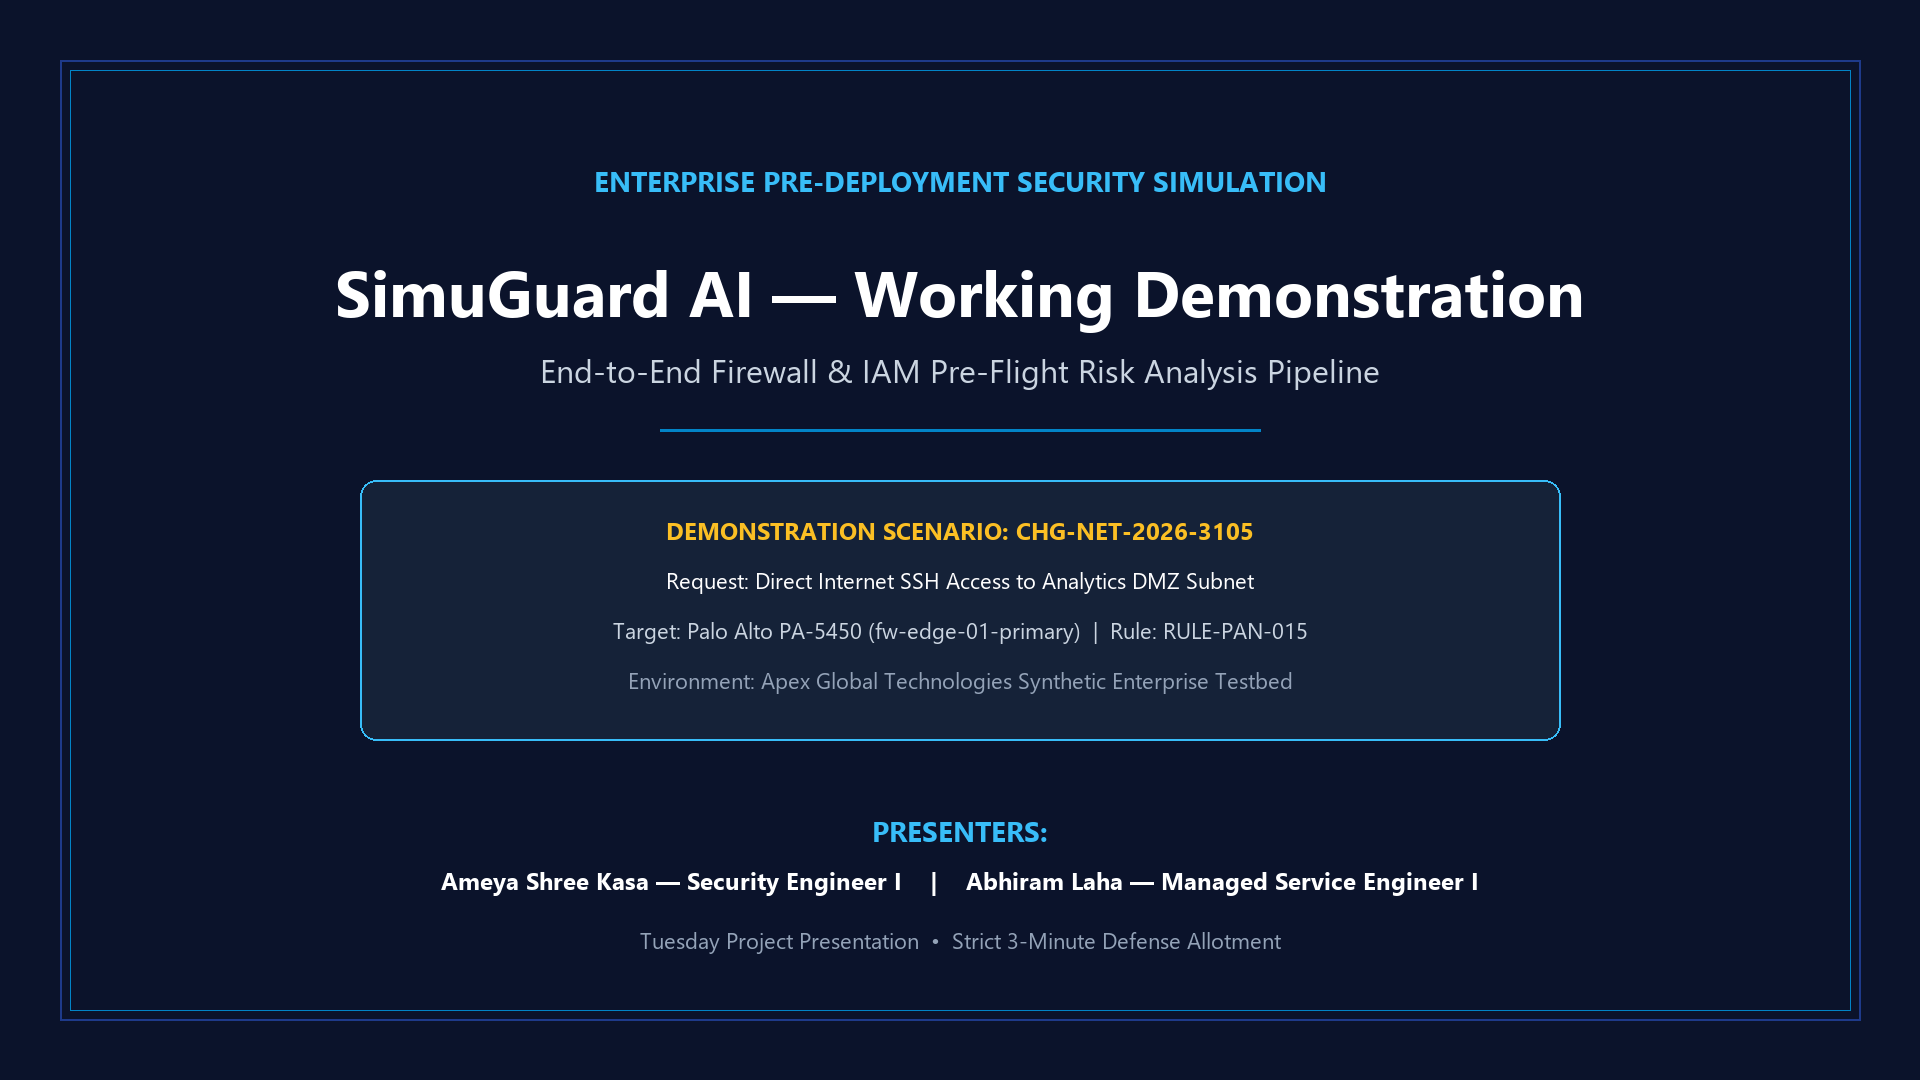 ENTERPRISE PRE-DEPLOYMENT SECURITY SIMULATION
SimuGuard AI — Working Demonstration
End-to-End Firewall & IAM Pre-Flight Risk Analysis Pipeline
DEMONSTRATION SCENARIO: CHG-NET-2026-3105
Request: Direct Internet SSH Access to Analytics DMZ Subnet
Target: Palo Alto PA-5450 (fw-edge-01-primary) | Rule: RULE-PAN-015
Environment: Apex Global Technologies Synthetic Enterprise Testbed
PRESENTERS:
Ameya Shree Kasa — Security Engineer I | Abhiram Laha — Managed Service Engineer I
Tuesday Project Presentation • Strict 3-Minute Defense Allotment